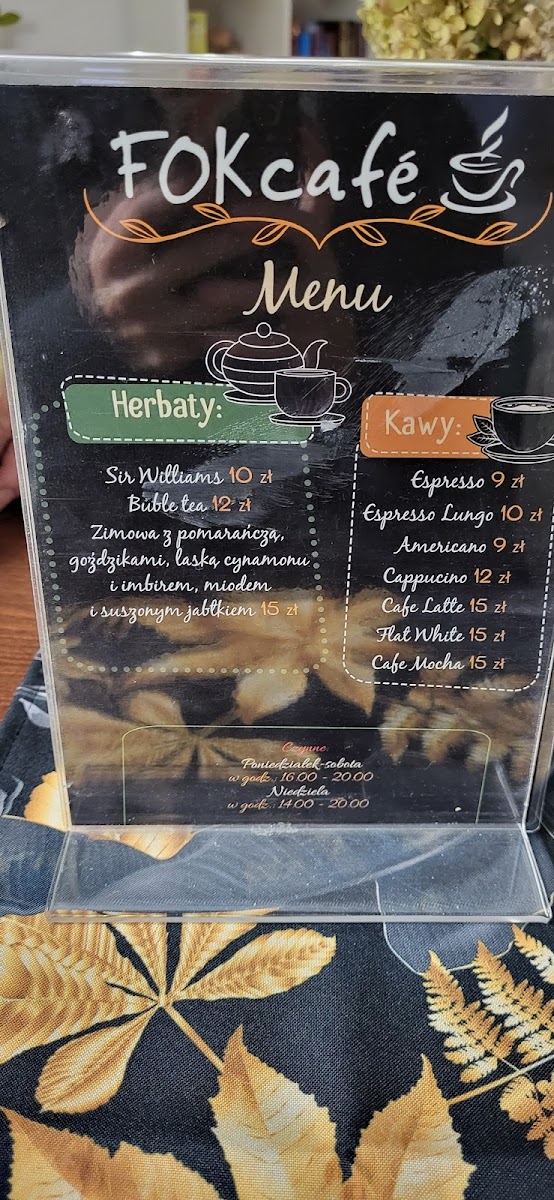 FOKcafé
Menu
Herbaty:
Sir Williams 10 zł
Buble tea 12 zł
Zimowa z pomarańczą,
goździkami, laską cynamonu
i imbirem, miodem
i suszonym jabłkiem 15 zł
Kawy:
Espresso 9 zł
Espresso Lungo 10 zł
Americano 9 zł
Cappucino 12 zł
Cafe Latte 15 zł
Flat White 15 zł
Cafe Mocha 15 zł
Czynne:
Poniedziałek-sobota
w godz.: 16.00 - 20.00
Niedziela
w godz.: 14.00 - 20.00